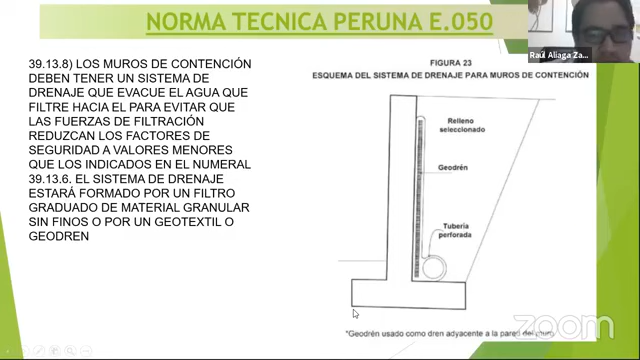 NORMA TECNICA PERUNA E.050
Raúl Aliaga Za...
39.13.8) LOS MUROS DE CONTENCIÓN
DEBEN TENER UN SISTEMA DE
DRENAJE QUE EVACUE EL AGUA QUE
FILTRE HACIA EL PARA EVITAR QUE
LAS FUERZAS DE FILTRACIÓN
REDUZCAN LOS FACTORES DE
SEGURIDAD A VALORES MENORES
QUE LOS INDICADOS EN EL NUMERAL
39.13.6. EL SISTEMA DE DRENAJE
ESTARÁ FORMADO POR UN FILTRO
GRADUADO DE MATERIAL GRANULAR
SIN FINOS O POR UN GEOTEXTIL O
GEODREN
FIGURA 23
ESQUEMA DEL SISTEMA DE DRENAJE PARA MUROS DE CONTENCIÓN
Relleno
seleccionado
Geodrén
Tubería
perforada
*Geodrén usado como dren adyacente a la pared del muro
zoom